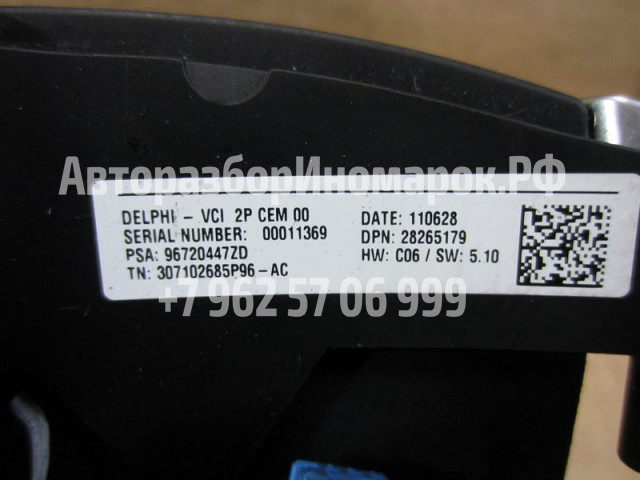 АвторазборИномарок.РФ
DELPHI - VCI 2P CEM 00
SERIAL NUMBER: 00011369
PSA: 96720447ZD
TN: 307102685P96-AC
DATE: 110628
DPN: 28265179
HW: C06 / SW: 5.10
+7 962 57 06 999